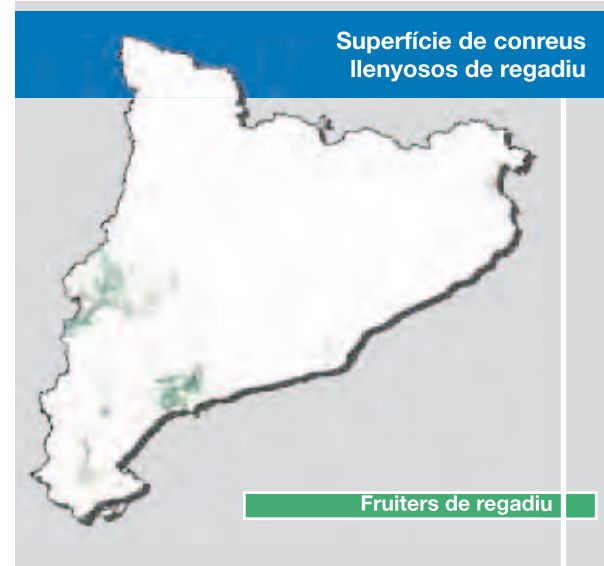 Superfície de conreus
llenyosos de regadiu
Fruiters de regadiu